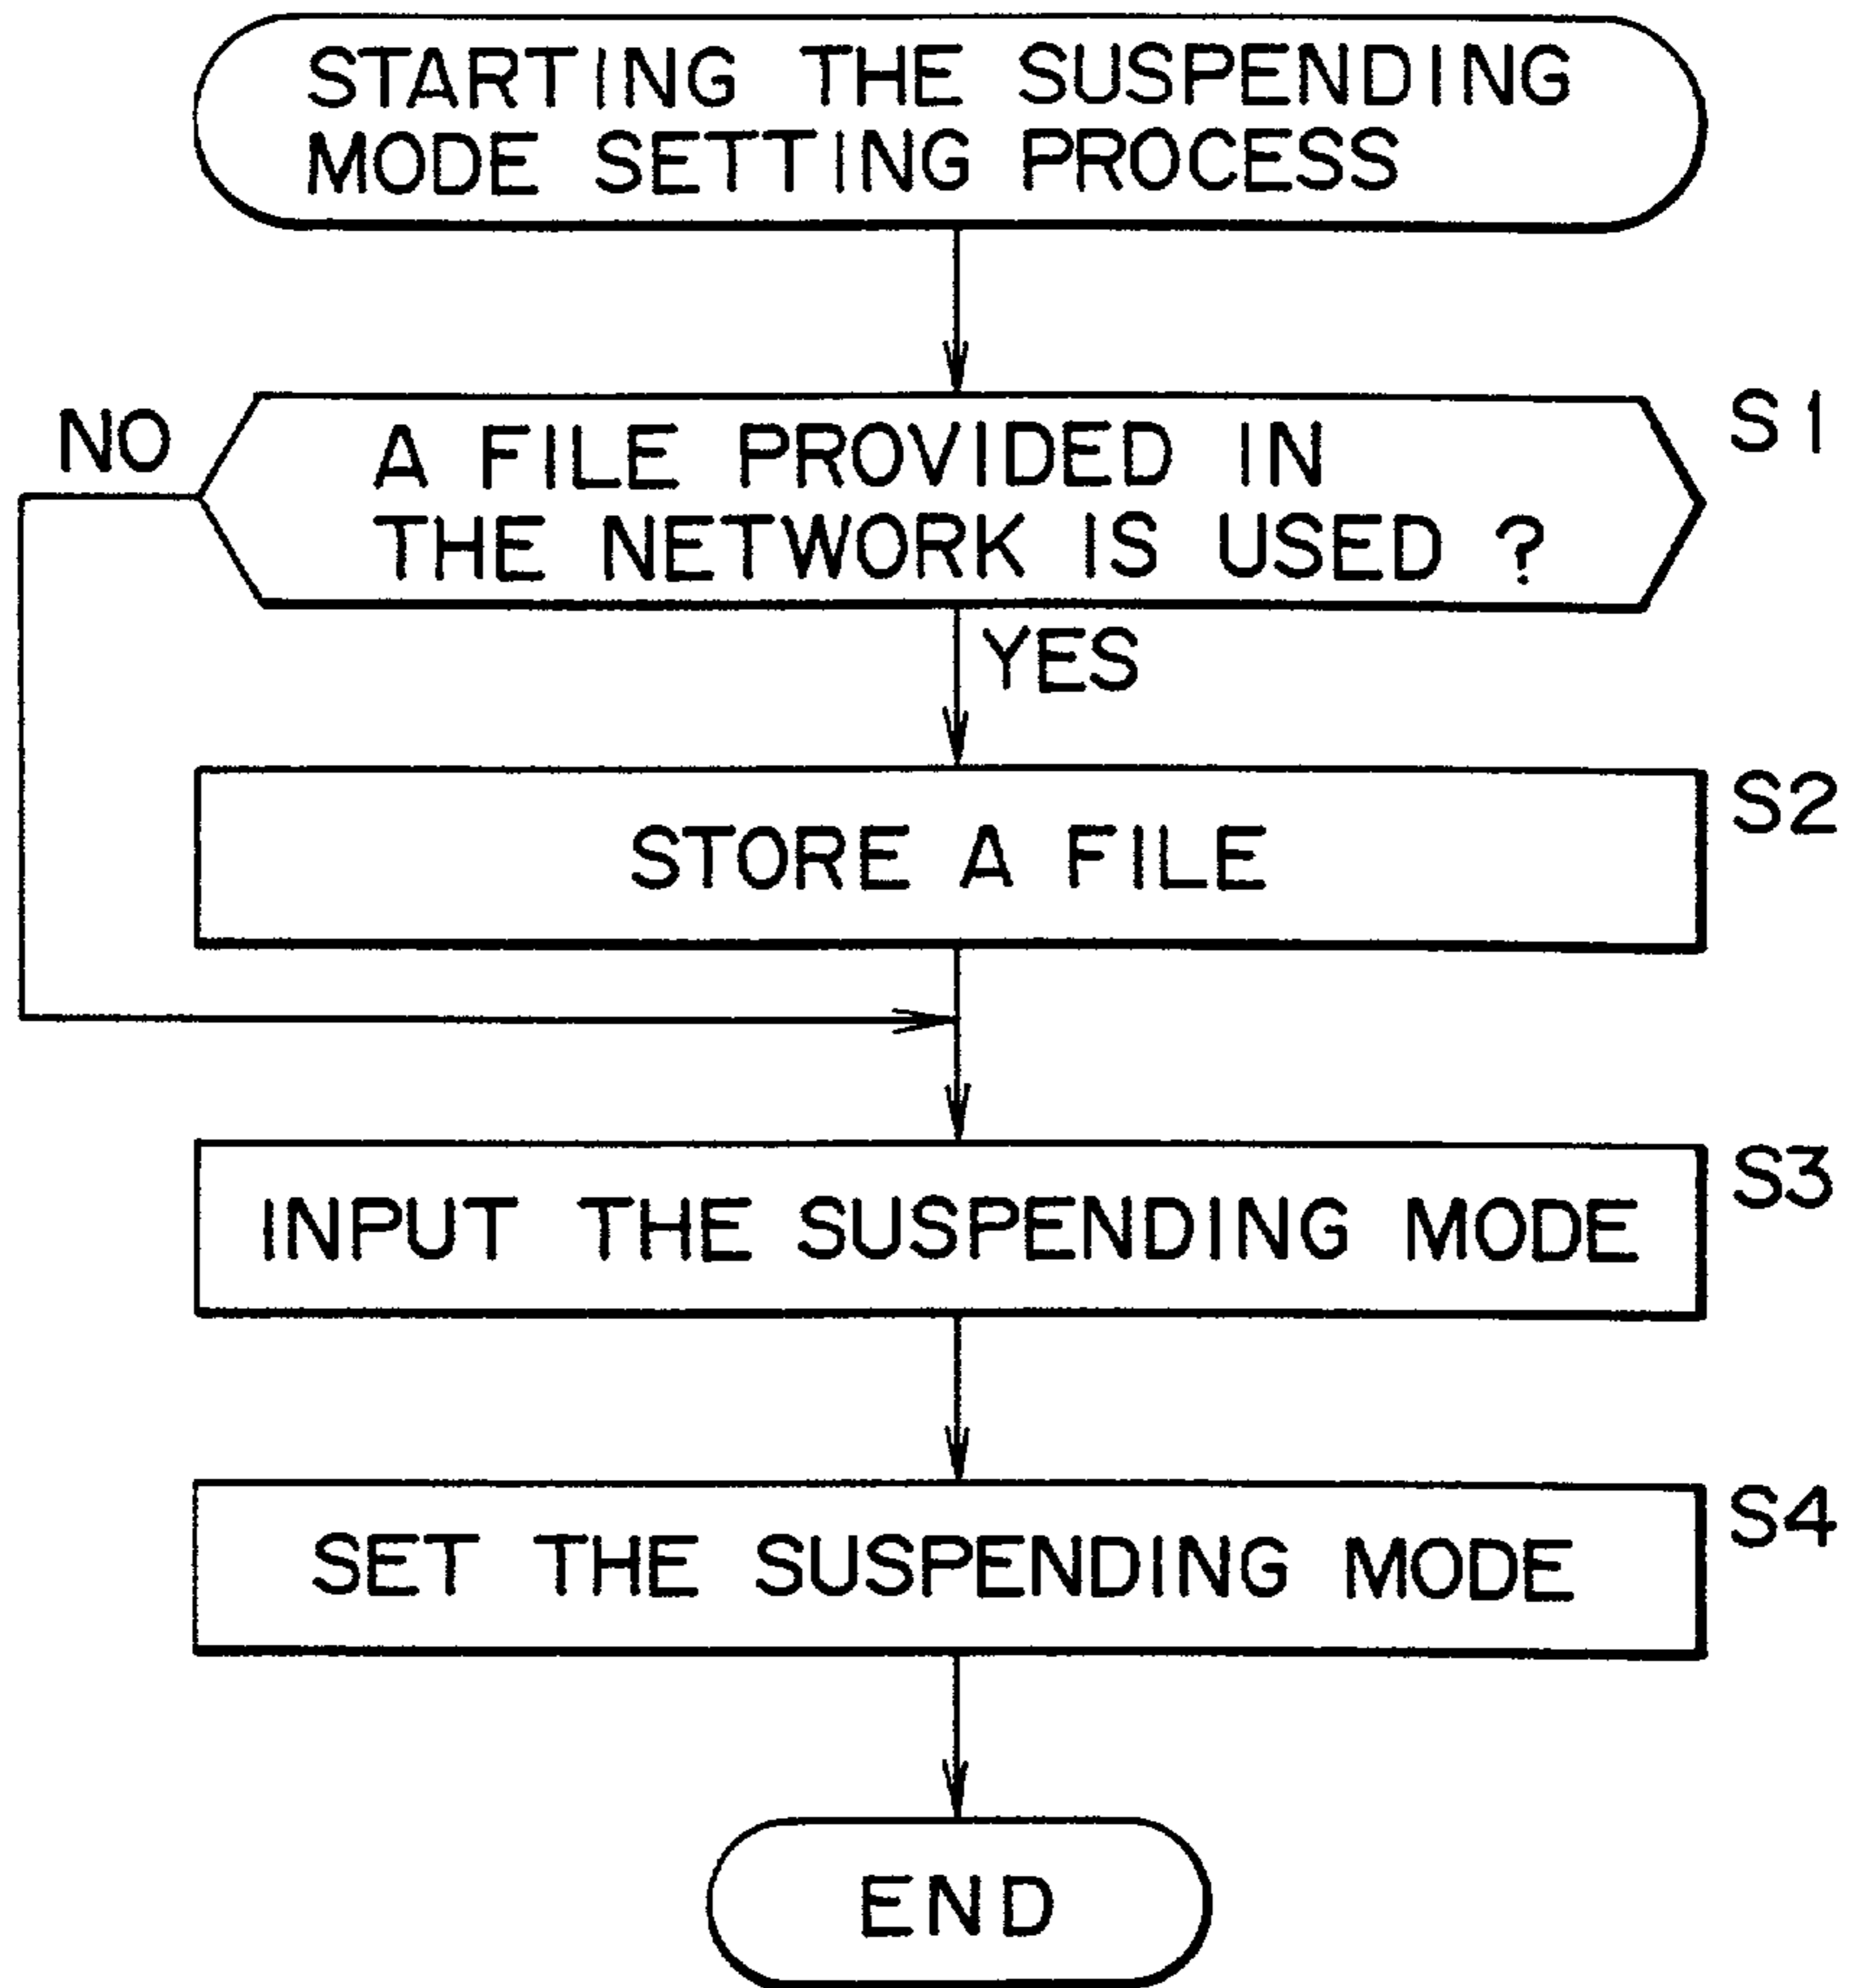 STARTING THE SUSPENDING
MODE SETTING PROCESS
NO
A FILE PROVIDED IN
THE NETWORK IS USED ?
S1
YES
STORE A FILE
S2
INPUT THE SUSPENDING MODE
S3
SET THE SUSPENDING MODE
S4
END